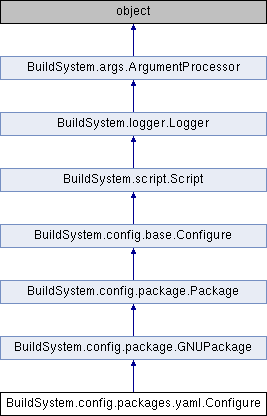 object
BuildSystem.args.ArgumentProcessor
BuildSystem.logger.Logger
BuildSystem.script.Script
BuildSystem.config.base.Configure
BuildSystem.config.package.Package
BuildSystem.config.package.GNUPackage
BuildSystem.config.packages.yaml.Configure